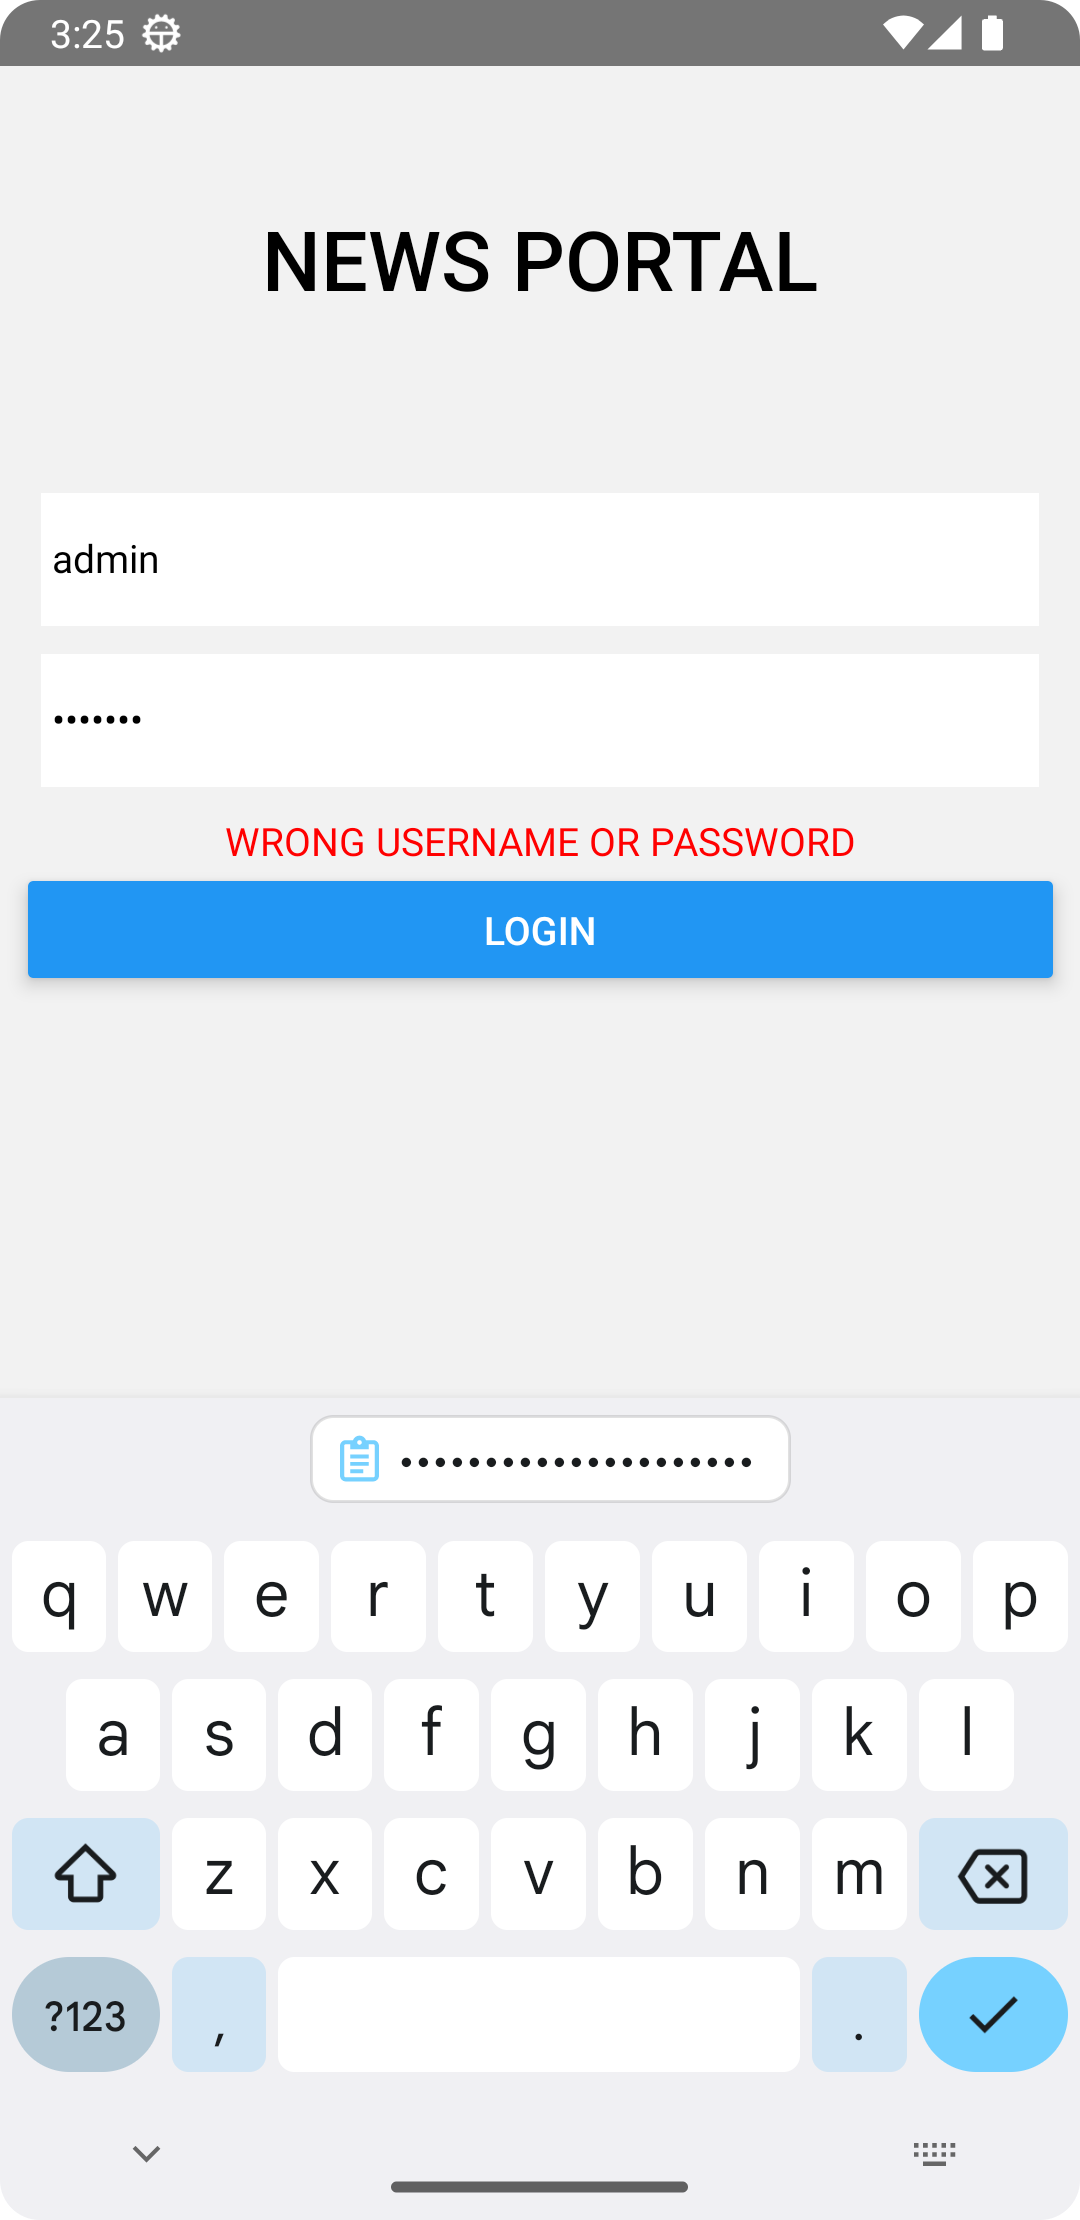 3:25
NEWS PORTAL
admin
•••••••
WRONG USERNAME OR PASSWORD
LOGIN
•••••••••••••••••••••
q w e r t y u i o p
a s d f g h j k l
z x c v b n m
?123 , .